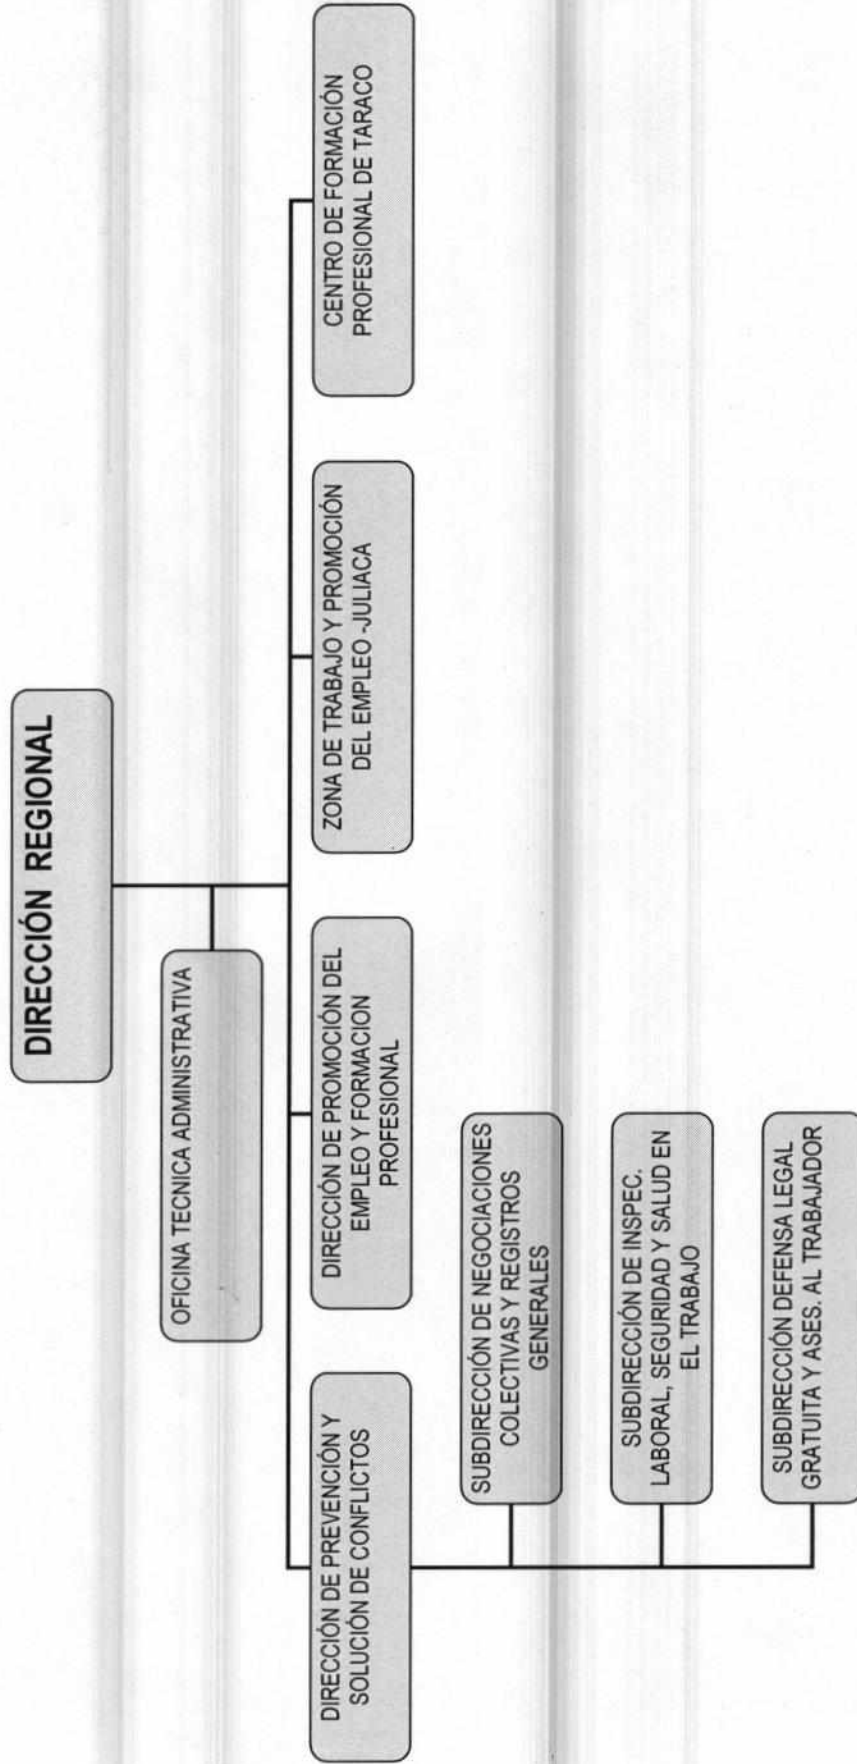 DIRECCIÓN REGIONAL
OFICINA TECNICA ADMINISTRATIVA
DIRECCIÓN DE PREVENCIÓN Y
SOLUCIÓN DE CONFLICTOS
DIRECCIÓN DE PROMOCIÓN DEL
EMPLEO Y FORMACION
PROFESIONAL
ZONA DE TRABAJO Y PROMOCIÓN
DEL EMPLEO -JULIACA
CENTRO DE FORMACIÓN
PROFESIONAL DE TARACO
SUBDIRECCIÓN DE NEGOCIACIONES
COLECTIVAS Y REGISTROS
GENERALES
SUBDIRECCIÓN DE INSPEC.
LABORAL, SEGURIDAD Y SALUD EN
EL TRABAJO
SUBDIRECCIÓN DEFENSA LEGAL
GRATUITA Y ASES. AL TRABAJADOR